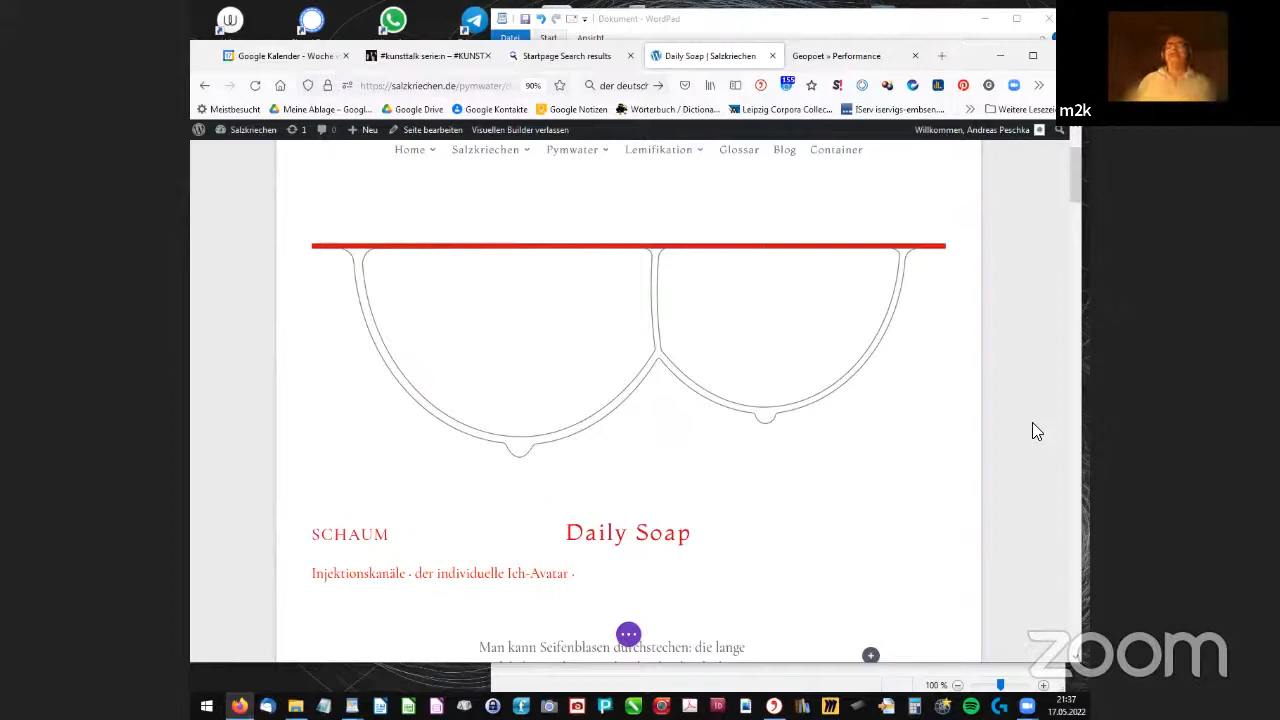 Dokument - WordPad
Datei Start Ansicht
Google Kalender - Woche v
#kunsttalk se:ri:en – #KUNST
Startpage Search results
Daily Soap | Salzkriechen
Geopoet » Performance
https://salzkriechen.de/pymwater/d
90%
der deutsch
155
Meistbesucht
Meine Ablage – Googl...
Google Drive
Google Kontakte
Google Notizen
Wörterbuch / Dictiona...
Leipzig Corpora Collec...
IServ iservigs-embsen....
Weitere Lesezei
m2k
Salzkriechen 1 0 Neu Seite bearbeiten Visuellen Builder verlassen
Willkommen, Andreas Peschka
Home Salzkriechen Pymwater Lemifikation Glossar Blog Container
SCHAUM
Daily Soap
Injektionskanäle · der individuelle Ich-Avatar ·
Man kann Seifenblasen durchstechen: die lange
zoom
100 %
21:37
17.05.2022